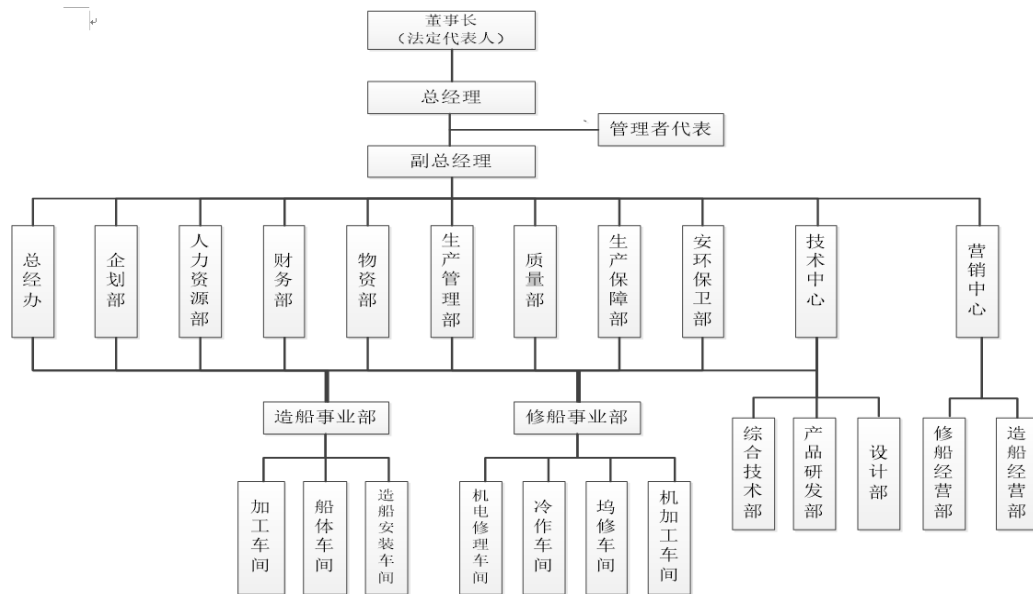 董事长
（法定代表人）
总经理
管理者代表
副总经理
总经办
企划部
人力资源部
财务部
物资部
生产管理部
质量部
生产保障部
安环保卫部
技术中心
营销中心
造船事业部
修船事业部
综合技术部
产品研发部
设计部
修船经营部
造船经营部
加工车间
船体车间
造船安装车间
机电修理车间
冷作车间
坞修车间
机加工车间